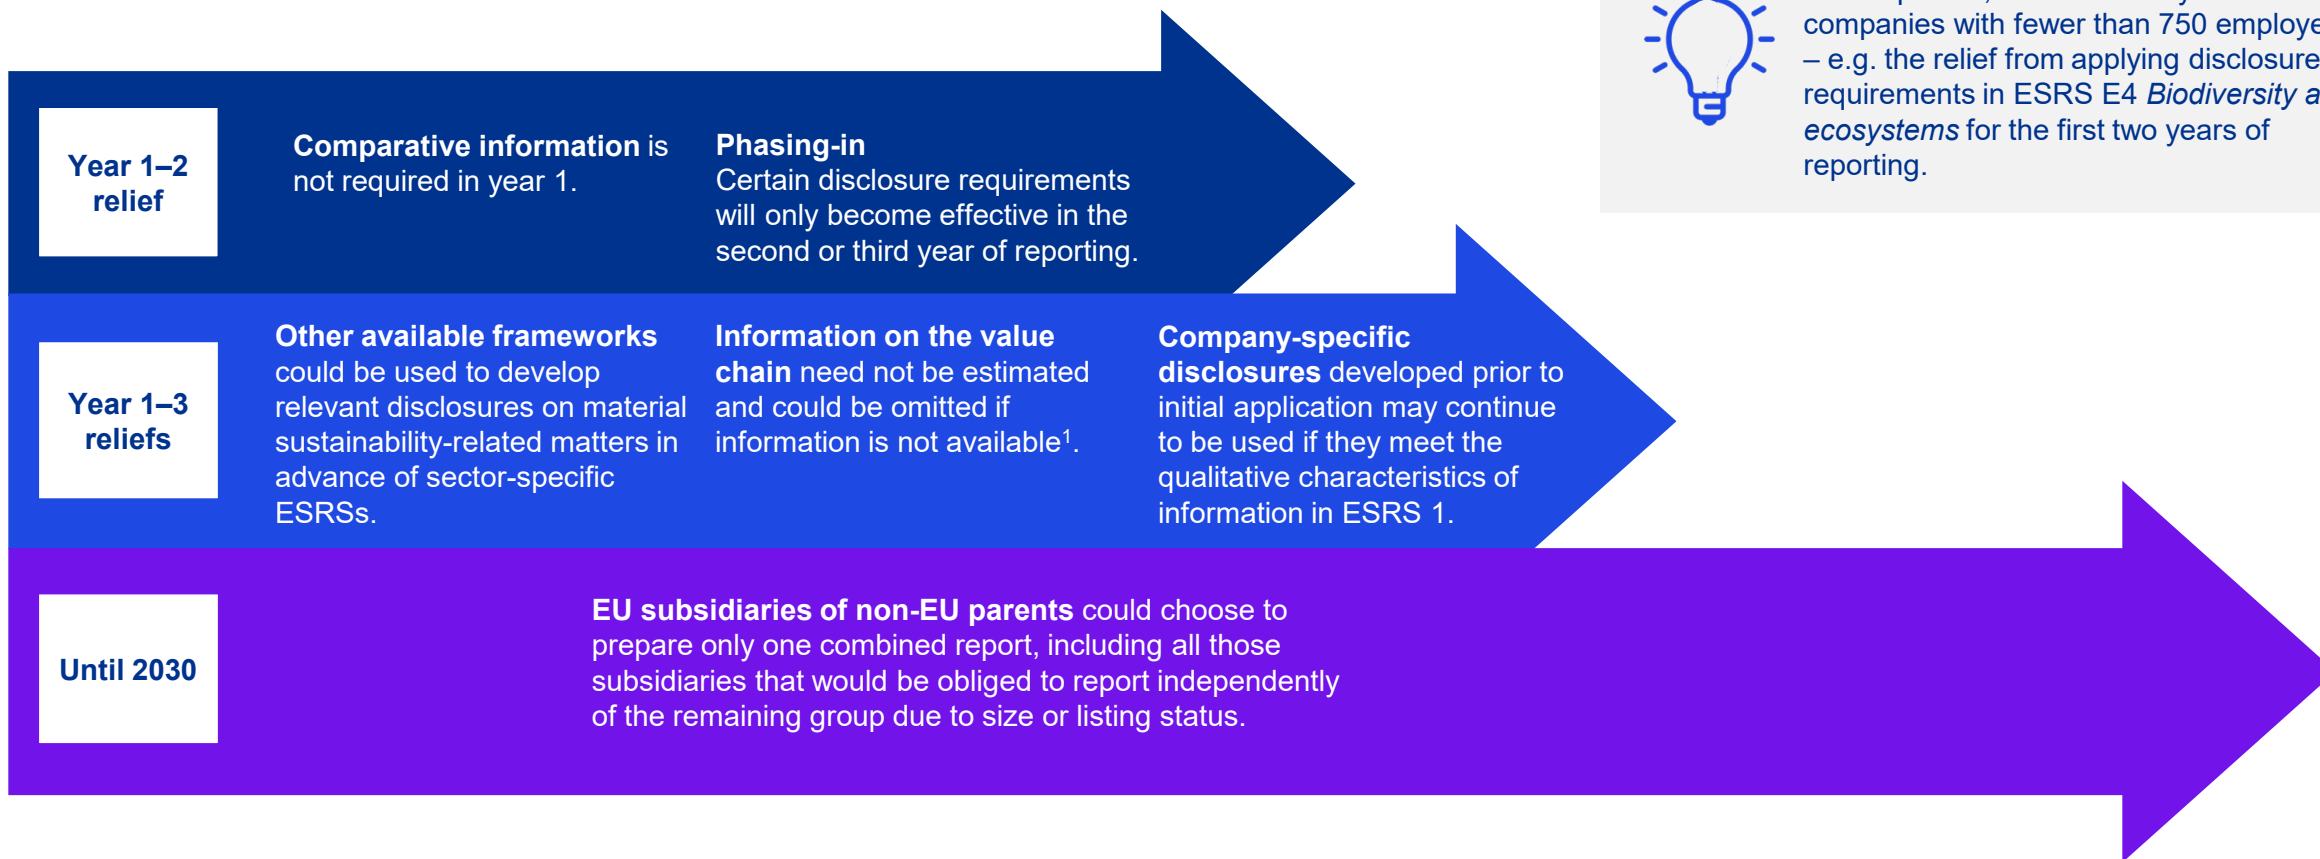 companies with fewer than 750
– e.g. the relief from applying disclosure
requirements in ESRS E4 Biodiversity
ecosystems for the first two years of
reporting.
Year 1–2
relief
Comparative information is
not required in year 1.
Phasing-in
Certain disclosure requirements
will only become effective in the
second or third year of reporting.
Year 1–3
reliefs
Other available frameworks
could be used to develop
relevant disclosures on material
sustainability-related matters in
advance of sector-specific
ESRSs.
Information on the value
chain need not be estimated
and could be omitted if
information is not available¹.
Company-specific
disclosures developed prior to
initial application may continue
to be used if they meet the
qualitative characteristics of
information in ESRS 1.
Until 2030
EU subsidiaries of non-EU parents could choose to
prepare only one combined report, including all those
subsidiaries that would be obliged to report independently
of the remaining group due to size or listing status.